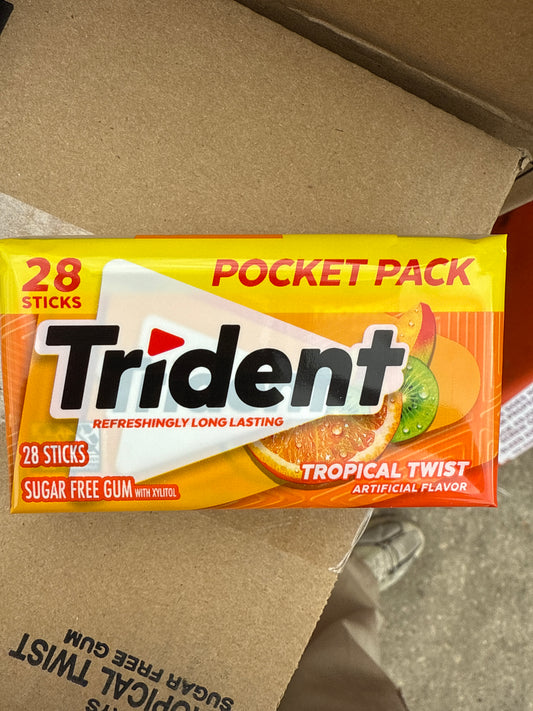 28
STICKS
POCKET PACK
Trident
REFRESHINGLY LONG LASTING
28 STICKS
SUGAR FREE GUM WITH XYLITOL
TROPICAL TWIST
ARTIFICIAL FLAVOR
TROPICAL TWIST
SUGAR FREE GUM